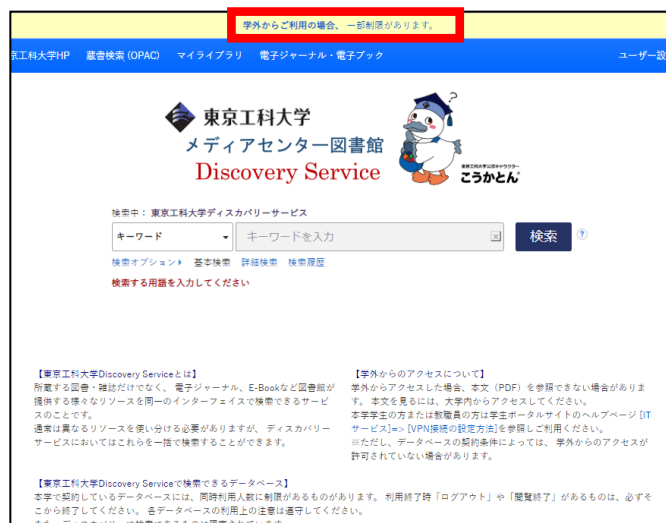 学外からご利用の場合、 一部制限があります。
京工科大学HP 蔵書検索 (OPAC) マイライブラリ 電子ジャーナル・電子ブック ユーザー設
東京工科大学
メディアセンター図書館
Discovery Service
?
東京工科大学公式キャラクター
こうかとん
検索中： 東京工科大学ディスカバリーサービス
キーワード キーワードを入力 検索 ?
検索オプション 基本検索 詳細検索 検索履歴
検索する用語を入力してください
【東京工科大学Discovery Serviceとは】
所蔵する図書・雑誌だけでなく、 電子ジャーナル、E-Bookなど図書館が
提供する様々なリソースを同一のインターフェイスで検索できるサービ
スのことです。
通常は異なるリソースを使い分ける必要がありますが、 ディスカバリー
サービスにおいてはこれらを一括で検索することができます。
【学外からのアクセスについて】
学外からアクセスした場合、本文（PDF）を参照できない場合がありま
す。 本文を見るには、大学内からアクセスしてください。
本学学生の方または教職員の方は学生ポータルサイトのヘルプページ [IT
サービス]=> [VPN接続の設定方法]を参照しご利用ください。
※ただし、データベースの契約条件によっては、 学外からのアクセスが
許可されていない場合があります。
【東京工科大学Discovery Serviceで検索できるデータベース】
本学で契約しているデータベースには、同時利用人数に制限があるものがあります。 利用終了時「ログアウト」や「閲覧終了」があるものは、必ずそ
こから終了してください。 各データベースの利用上の注意は遵守してください。